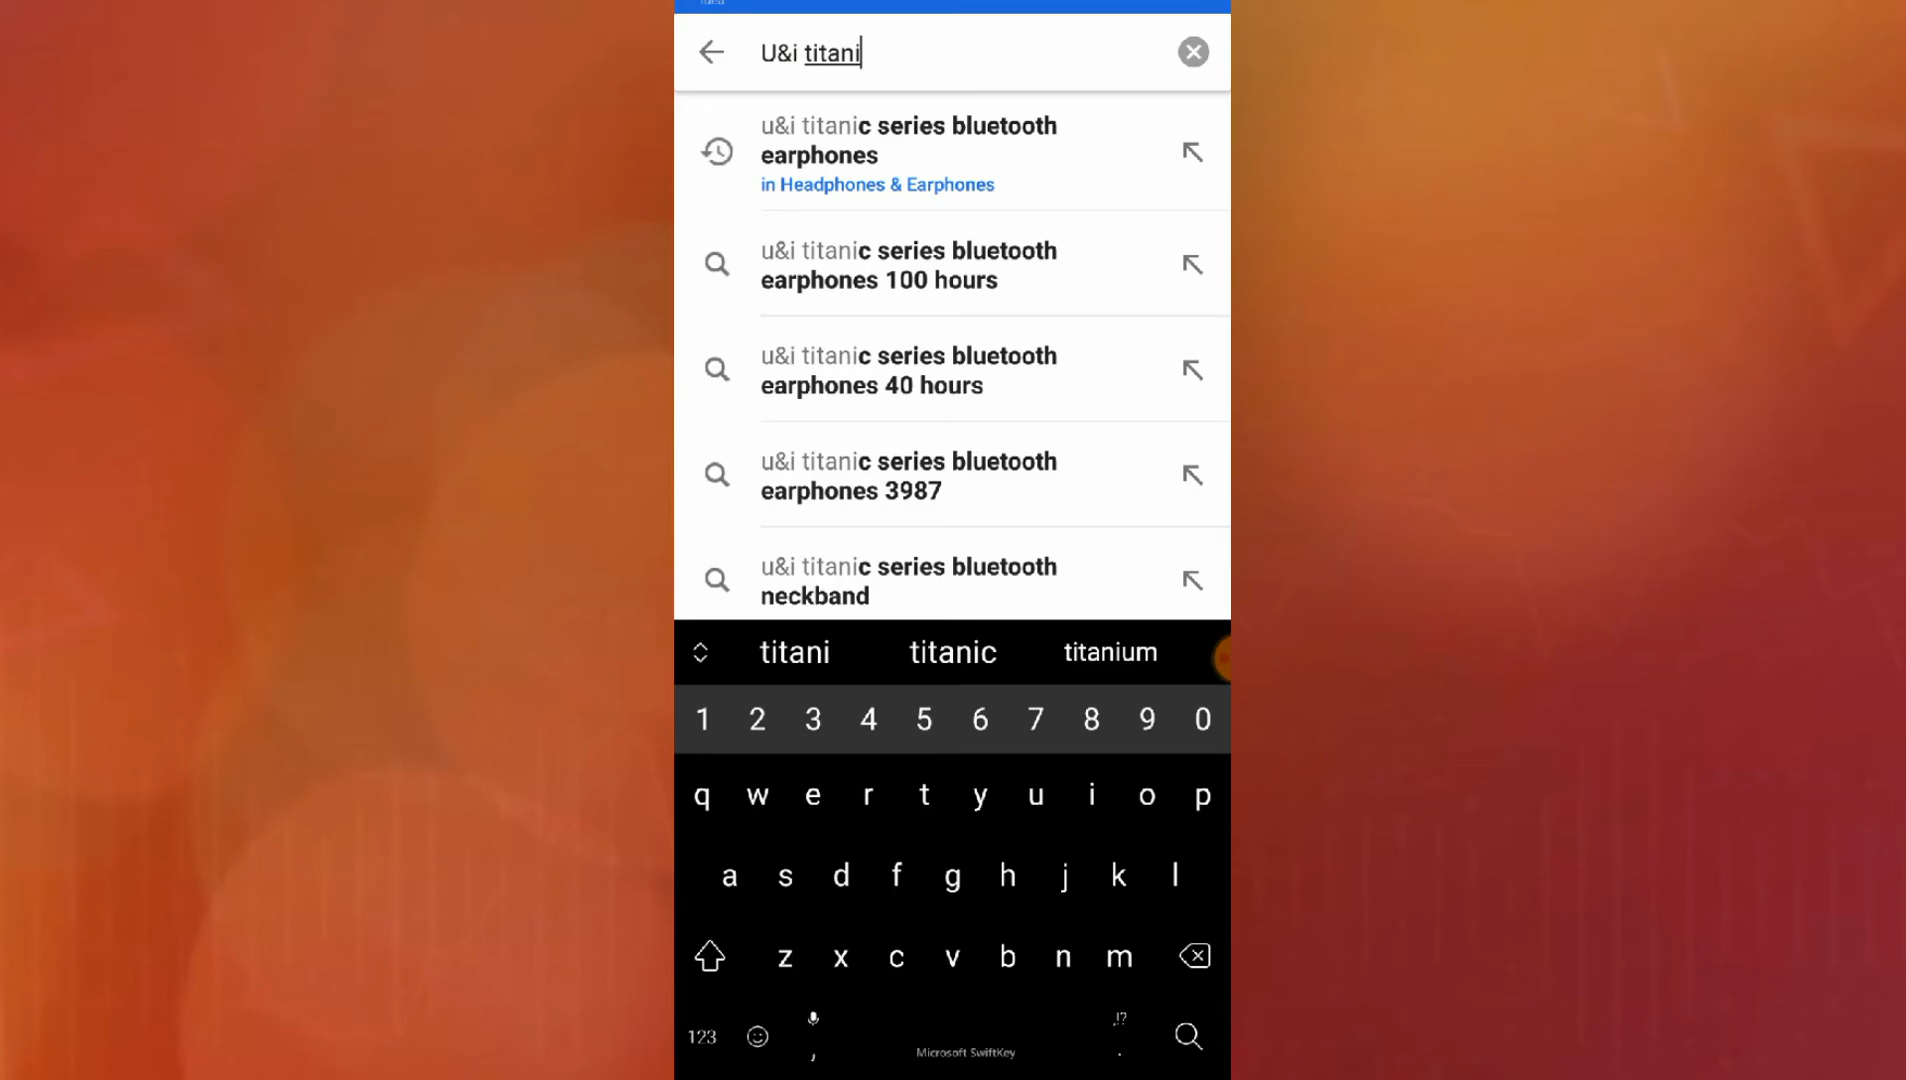 U&i titani
u&i titanic series bluetooth
earphones
in Headphones & Earphones
u&i titanic series bluetooth
earphones 100 hours
u&i titanic series bluetooth
earphones 40 hours
u&i titanic series bluetooth
earphones 3987
u&i titanic series bluetooth
neckband
titani titanic titanium
1 2 3 4 5 6 7 8 9 0
q w e r t y u i o p
a s d f g h j k l
z x c v b n m
,!?
123 , Microsoft SwiftKey .